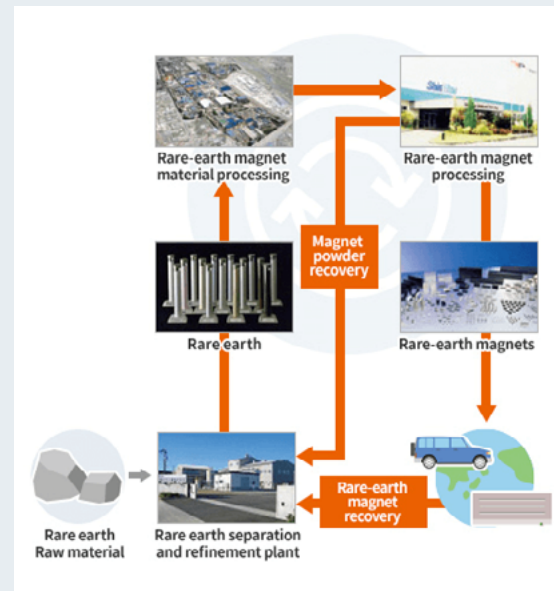 Rare-earth magnet
material processing
Rare-earth magnet
processing
Magnet
powder
recovery
Rare earth
Rare-earth magnets
Rare earth
Raw material
Rare earth separation
and refinement plant
Rare-earth
magnet
recovery